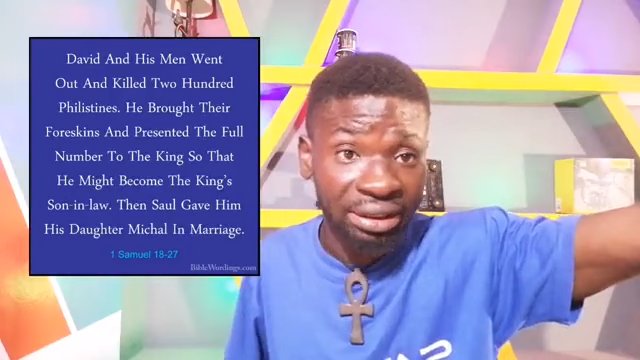 David And His Men Went
Out And Killed Two Hundred
Philistines. He Brought Their
Foreskins And Presented The Full
Number To The King So That
He Might Become The King's
Son-in-law. Then Saul Gave Him
His Daughter Michal In Marriage.
1 Samuel 18-27
BibleWordings.com